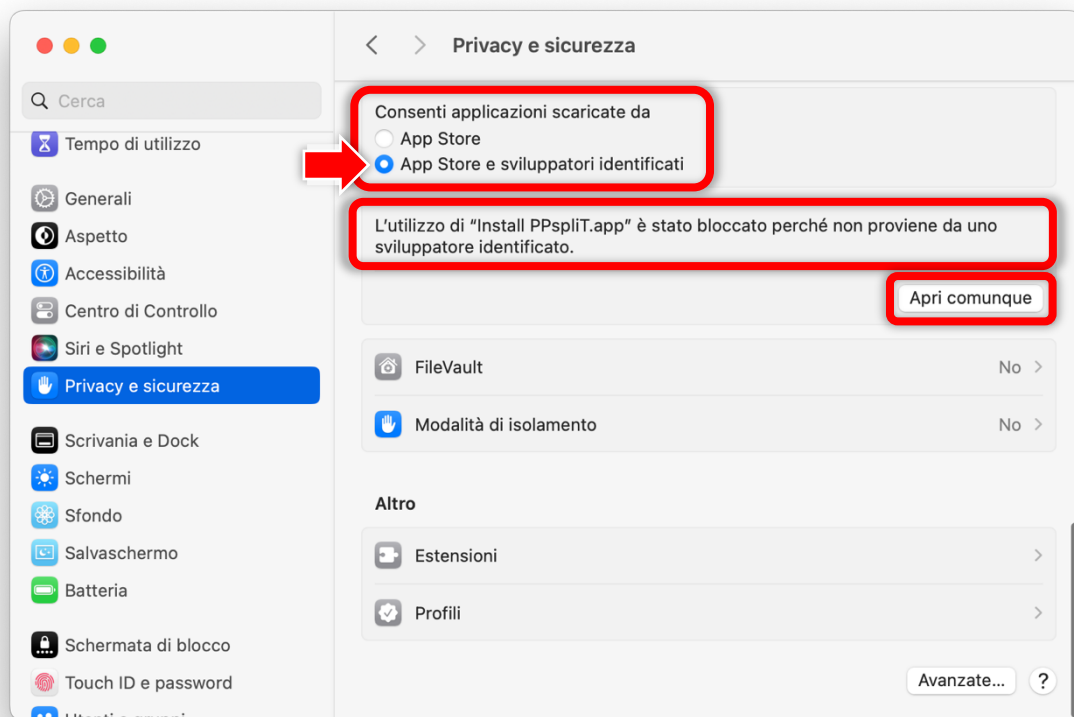 Privacy e sicurezza
Cerca
Tempo di utilizzo
Generali
Aspetto
Accessibilità
Centro di Controllo
Siri e Spotlight
Privacy e sicurezza
Scrivania e Dock
Schermi
Sfondo
Salvaschermo
Batteria
Schermata di blocco
Touch ID e password
Consenti applicazioni scaricate da
App Store
App Store e sviluppatori identificati
L’utilizzo di “Install PPspliT.app” è stato bloccato perché non proviene da uno
sviluppatore identificato.
Apri comunque
FileVault No
Modalità di isolamento No
Altro
Estensioni
Profili
Avanzate... ?